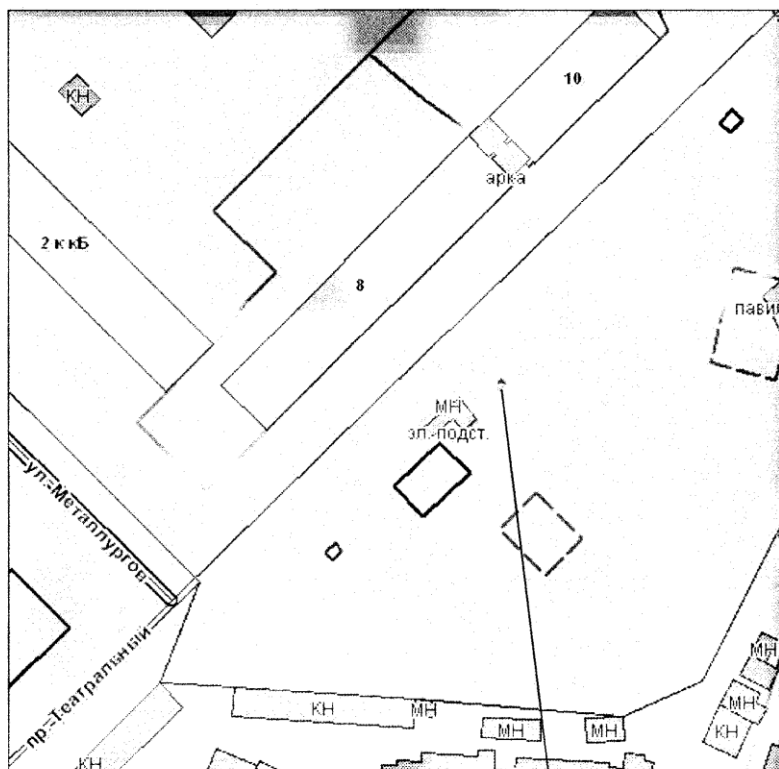 10
КН
арка
2 к кБ
8
павил
МН
эл.-подст.
ул.=Металлургов
пр=Театральный
МН
КН
МН
МН
МН
МН
КН
КН